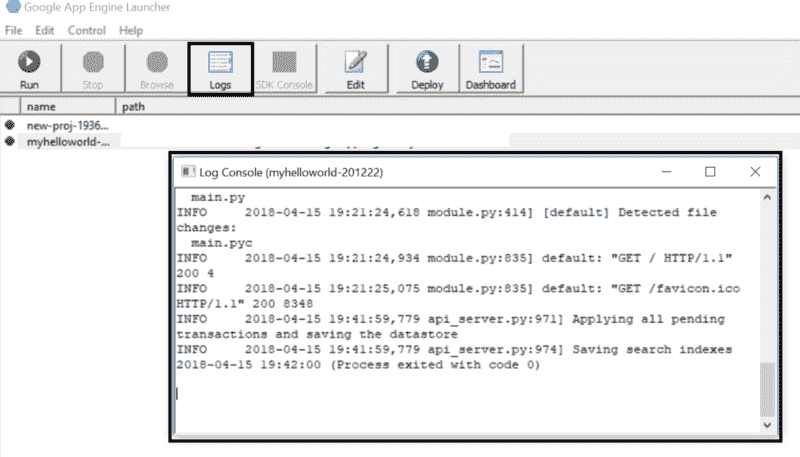 Google App Engine Launcher
File Edit Control Help
Run Stop Browse Logs SDK Console Edit Deploy Dashboard
name path
new-proj-1936...
myhelloworld-...
Log Console (myhelloworld-201222)
main.py
INFO 2018-04-15 19:21:24,618 module.py:414] [default] Detected file
changes:
main.pyc
INFO 2018-04-15 19:21:24,934 module.py:835] default: "GET / HTTP/1.1"
200 4
INFO 2018-04-15 19:21:25,075 module.py:835] default: "GET /favicon.ico
HTTP/1.1" 200 8348
INFO 2018-04-15 19:41:59,779 api_server.py:971] Applying all pending
transactions and saving the datastore
INFO 2018-04-15 19:41:59,779 api_server.py:974] Saving search indexes
2018-04-15 19:42:00 (Process exited with code 0)